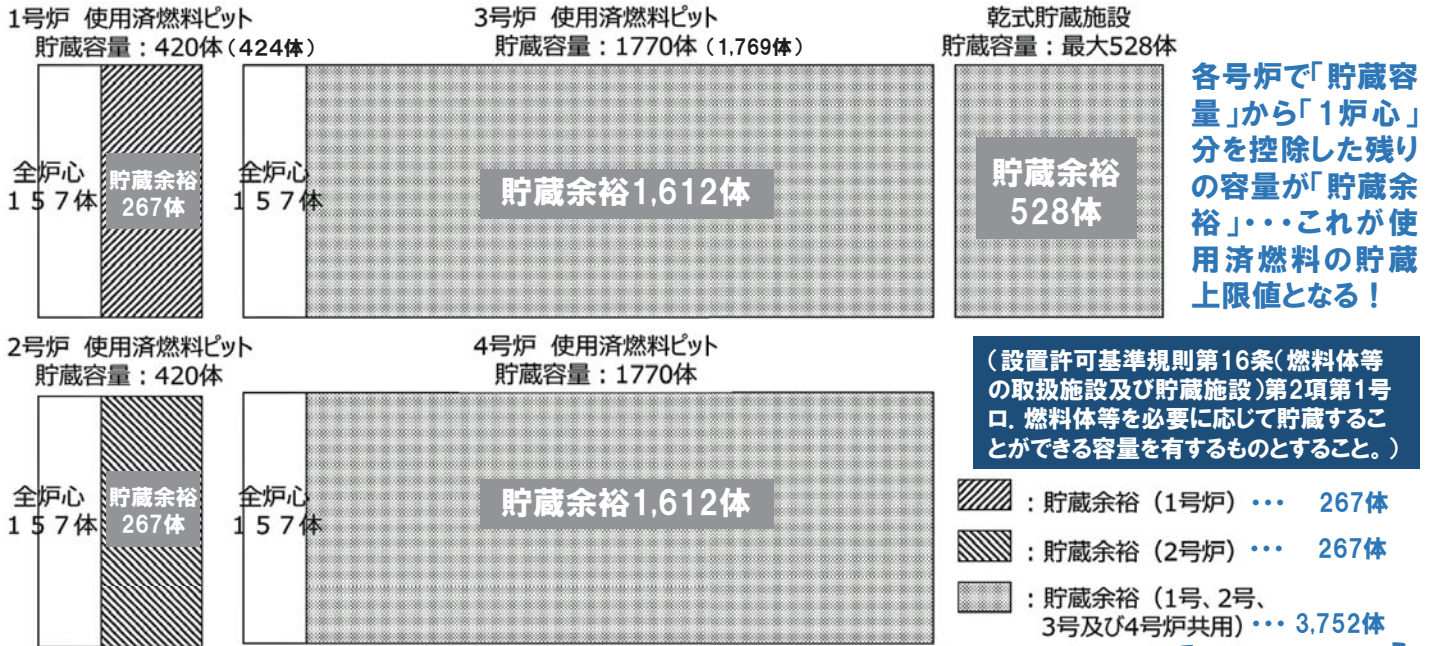 1号炉 使用済燃料ピット
貯蔵容量：420体（424体）
全炉心
157体
貯蔵余裕
267体
3号炉 使用済燃料ピット
貯蔵容量：1770体（1,769体）
全炉心
157体
貯蔵余裕1,612体
乾式貯蔵施設
貯蔵容量：最大528体
貯蔵余裕
528体
各号炉で「貯蔵容
量」から「1炉心」
分を控除した残り
の容量が「貯蔵余
裕」・・・これが使
用済燃料の貯蔵
上限値となる！
2号炉 使用済燃料ピット
貯蔵容量：420体
全炉心
157体
貯蔵余裕
267体
4号炉 使用済燃料ピット
貯蔵容量：1770体
全炉心
157体
貯蔵余裕1,612体
（設置許可基準規則第16条（燃料体等
の取扱施設及び貯蔵施設）第2項第1号
ロ．燃料体等を必要に応じて貯蔵するこ
とができる容量を有するものとすること。）
：貯蔵余裕（1号炉）・・・ 267体
：貯蔵余裕（2号炉）・・・ 267体
：貯蔵余裕（1号、2号、
3号及び4号炉共用）・・・ 3,752体